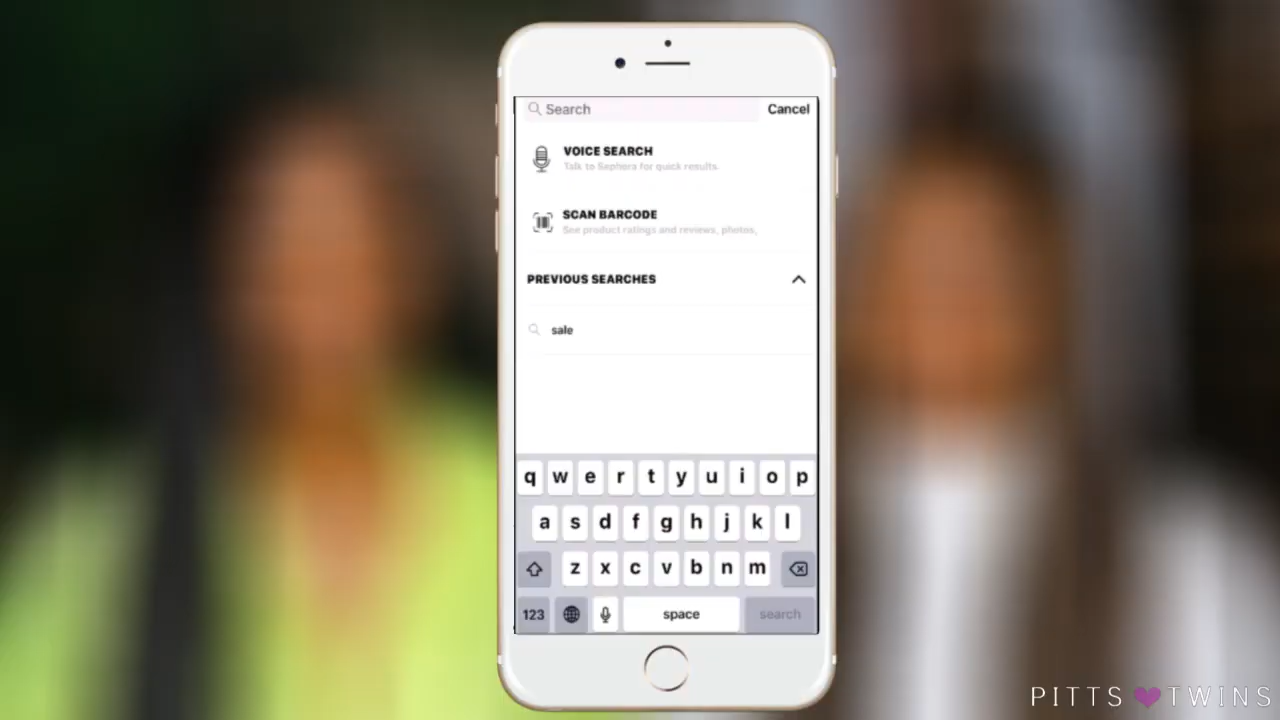 Search Cancel
VOICE SEARCH
Talk to Sephora for quick results.
SCAN BARCODE
See product ratings and reviews, photos,
PREVIOUS SEARCHES
sale
q w e r t y u i o p
a s d f g h j k l
z x c v b n m
123 space search
PITTS TWINS